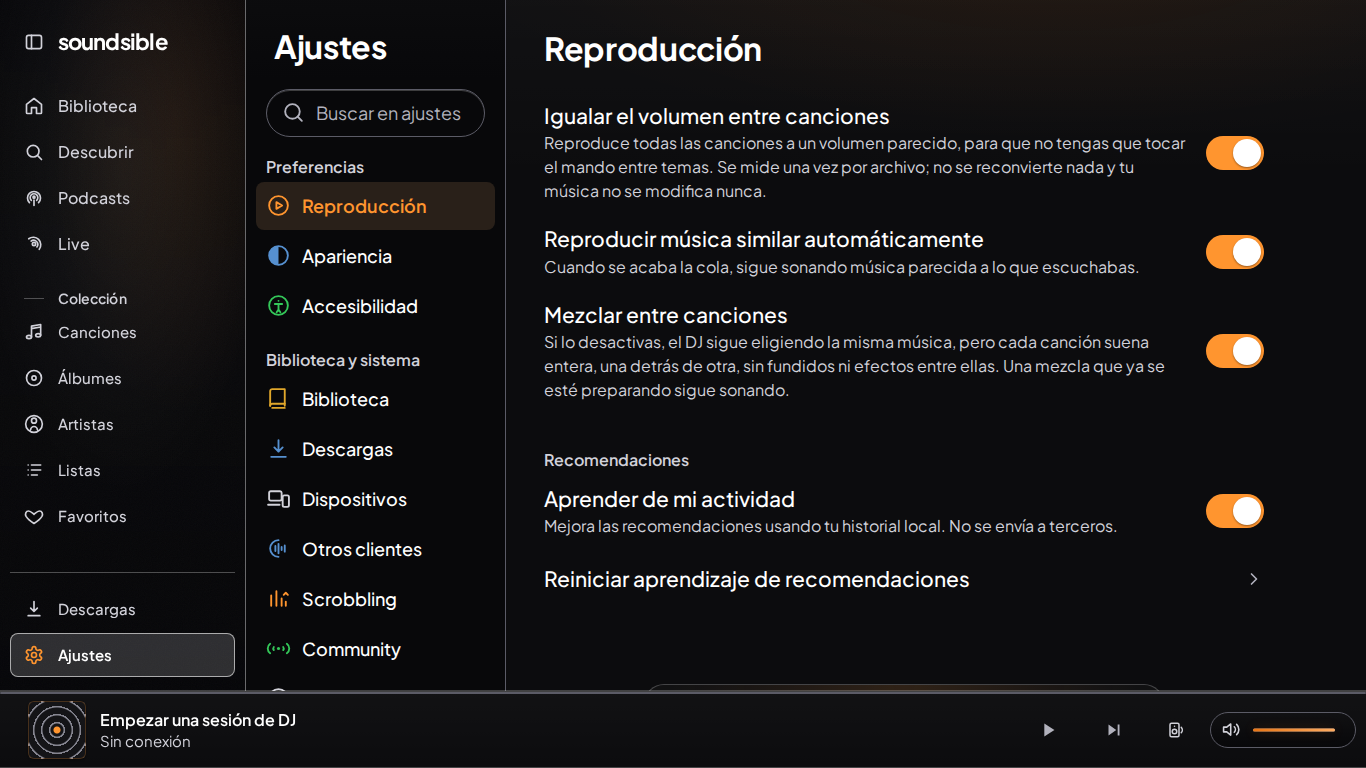 soundsible
Biblioteca
Descubrir
Podcasts
Live
Colección
Canciones
Álbumes
Artistas
Listas
Favoritos
Descargas
Ajustes
Ajustes
Buscar en ajustes
Preferencias
Reproducción
Apariencia
Accesibilidad
Biblioteca y sistema
Biblioteca
Descargas
Dispositivos
Otros clientes
Scrobbling
Community
Reproducción
Igualar el volumen entre canciones
Reproduce todas las canciones a un volumen parecido, para que no tengas que tocar
el mando entre temas. Se mide una vez por archivo; no se reconvierte nada y tu
música no se modifica nunca.
Reproducir música similar automáticamente
Cuando se acaba la cola, sigue sonando música parecida a lo que escuchabas.
Mezclar entre canciones
Si lo desactivas, el DJ sigue eligiendo la misma música, pero cada canción suena
entera, una detrás de otra, sin fundidos ni efectos entre ellas. Una mezcla que ya se
esté preparando sigue sonando.
Recomendaciones
Aprender de mi actividad
Mejora las recomendaciones usando tu historial local. No se envía a terceros.
Reiniciar aprendizaje de recomendaciones
Empezar una sesión de DJ
Sin conexión